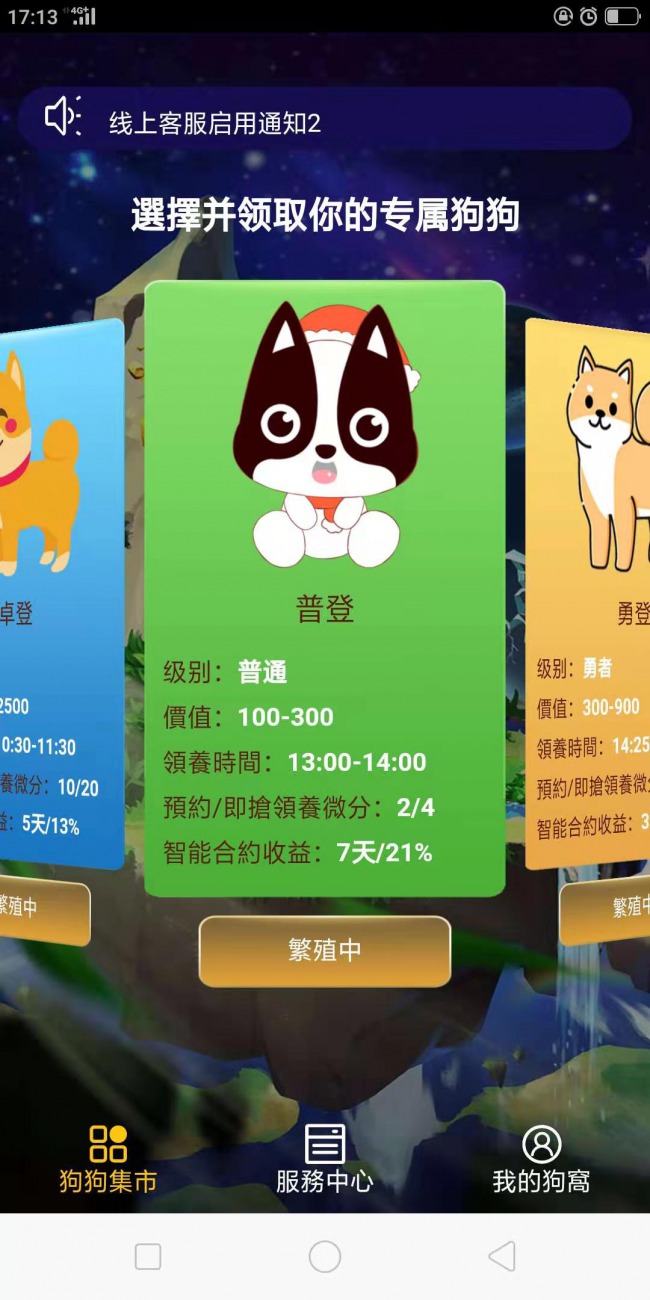 17:13 4G+
线上客服启用通知2
選擇并领取你的专属狗狗
卓登
2500
0:30-11:30
養微分：10/20
益：5天/13%
繁殖中
普登
级别：普通
價值：100-300
領養時間：13:00-14:00
預約/即搶領養微分：2/4
智能合約收益：7天/21%
繁殖中
勇登
级别：勇者
價值：300-900
領養時間：14:25
預約/即搶領養微分
智能合約收益：3
繁殖中
狗狗集市
服務中心
我的狗窩